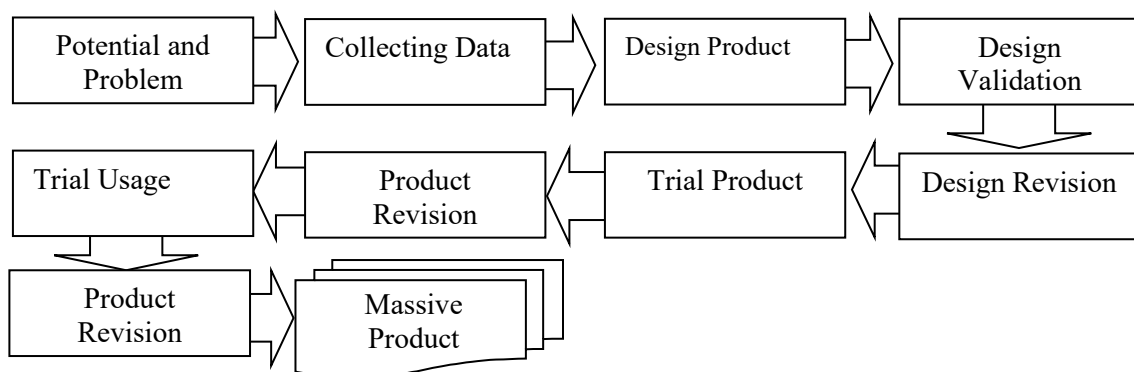 Potential and
Problem
Collecting Data
Design Product
Design
Validation
Design Revision
Trial Product
Product
Revision
Trial Usage
Product
Revision
Massive
Product